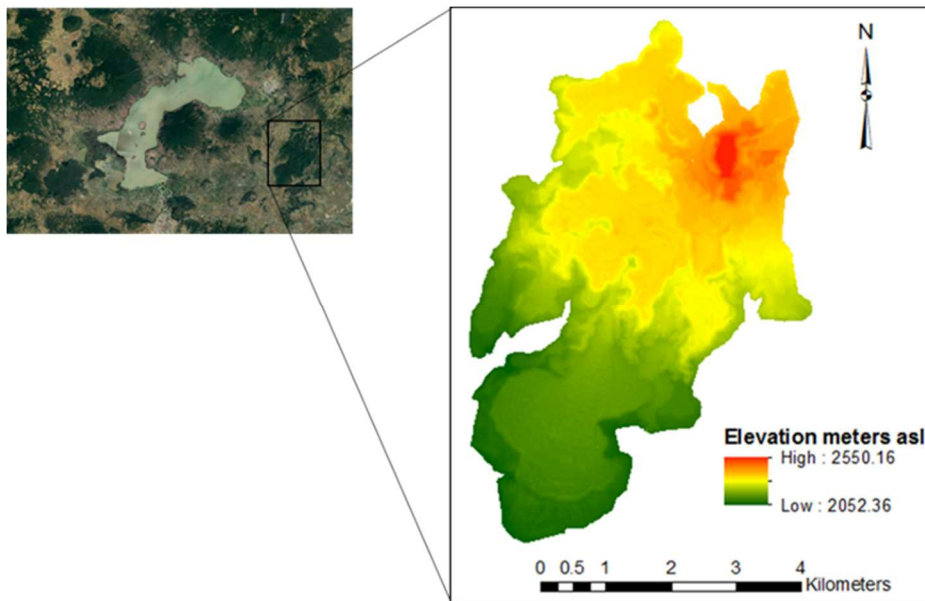 N
Elevation meters asl
High : 2550.16
Low : 2052.36
0 0.5 1 2 3 4
Kilometers